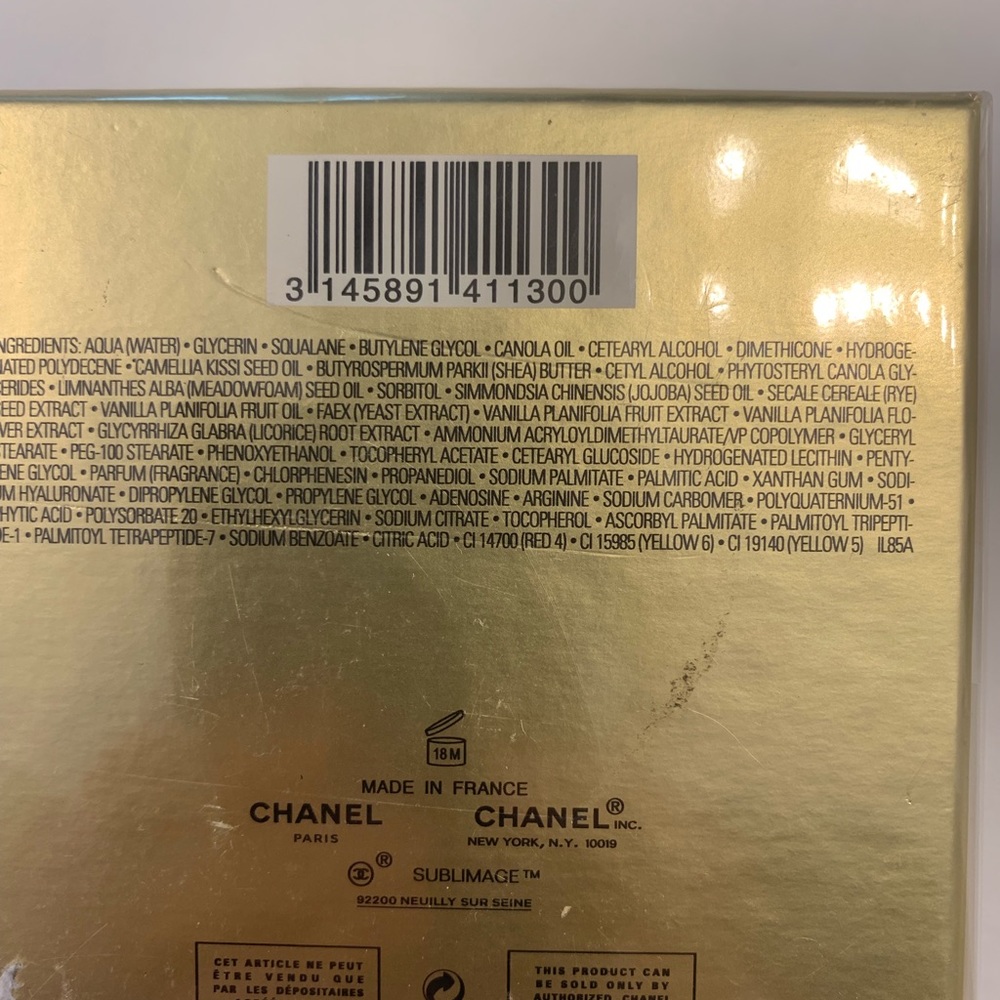 3 145891 411300
NGREDIENTS: AQUA (WATER) • GLYCERIN • SQUALANE • BUTYLENE GLYCOL • CANOLA OIL • CETEARYL ALCOHOL • DIMETHICONE • HYDROGE-
NATED POLYDECENE • *CAMELLIA KISSI SEED OIL • BUTYROSPERMUM PARKII (SHEA) BUTTER • CETYL ALCOHOL • PHYTOSTERYL CANOLA GLY-
ERIDES • LIMNANTHES ALBA (MEADOWFOAM) SEED OIL • SORBITOL • SIMMONDSIA CHINENSIS (JOJOBA) SEED OIL • SECALE CEREALE (RYE)
EED EXTRACT • VANILLA PLANIFOLIA FRUIT OIL • FAEX (YEAST EXTRACT) • VANILLA PLANIFOLIA FRUIT EXTRACT • VANILLA PLANIFOLIA FLO-
WER EXTRACT • GLYCYRRHIZA GLABRA (LICORICE) ROOT EXTRACT • AMMONIUM ACRYLOYLDIMETHYLTAURATE/VP COPOLYMER • GLYCERYL
STEARATE • PEG-100 STEARATE • PHENOXYETHANOL • TOCOPHERYL ACETATE • CETEARYL GLUCOSIDE • HYDROGENATED LECITHIN • PENTY-
ENE GLYCOL • PARFUM (FRAGRANCE) • CHLORPHENESIN • PROPANEDIOL • SODIUM PALMITATE • PALMITIC ACID • XANTHAN GUM • SODI-
UM HYALURONATE • DIPROPYLENE GLYCOL • PROPYLENE GLYCOL • ADENOSINE • ARGININE • SODIUM CARBOMER • POLYQUATERNIUM-51 •
PHYTIC ACID • POLYSORBATE 20 • ETHYLHEXYLGLYCERIN • SODIUM CITRATE • TOCOPHEROL • ASCORBYL PALMITATE • PALMITOYL TRIPEPTI-
DE-1 • PALMITOYL TETRAPEPTIDE-7 • SODIUM BENZOATE • CITRIC ACID • CI 14700 (RED 4) • CI 15985 (YELLOW 6) • CI 19140 (YELLOW 5) IL85A
18 M
MADE IN FRANCE
CHANEL CHANEL® INC.
PARIS NEW YORK, N.Y. 10019
® SUBLIMAGE™
92200 NEUILLY SUR SEINE
CET ARTICLE NE PEUT
ÊTRE VENDU QUE
PAR LES DÉPOSITAIRES
THIS PRODUCT CAN
BE SOLD ONLY BY
AUTHORIZED CHANEL